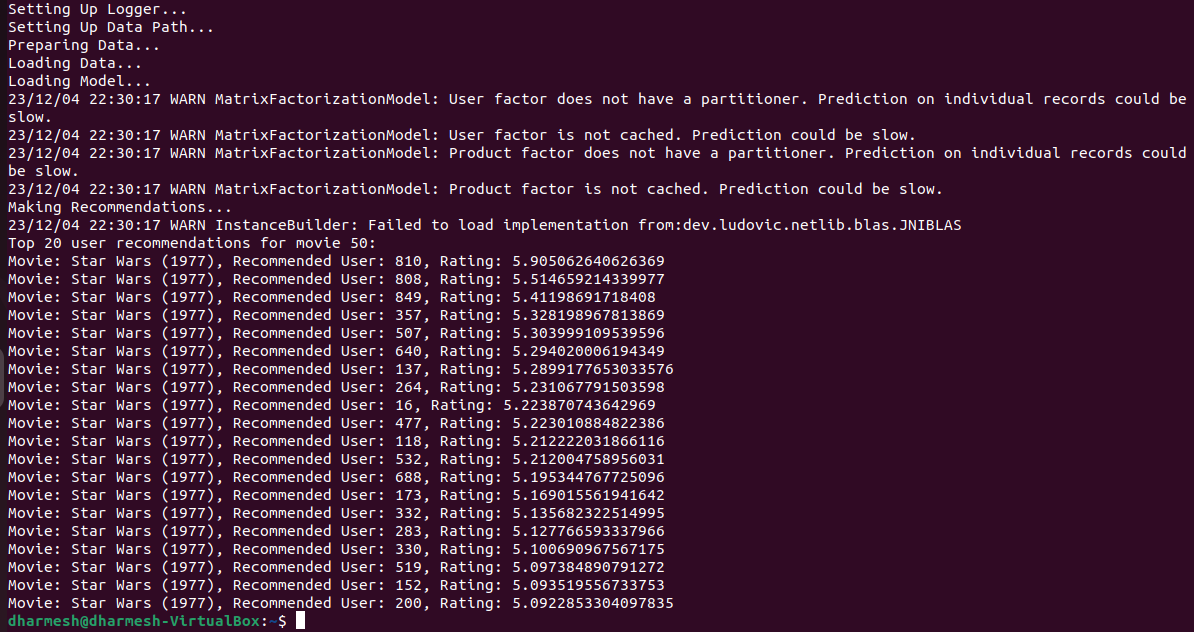 Setting Up Logger...
Setting Up Data Path...
Preparing Data...
Loading Data...
Loading Model...
23/12/04 22:30:17 WARN MatrixFactorizationModel: User factor does not have a partitioner. Prediction on individual records could be
slow.
23/12/04 22:30:17 WARN MatrixFactorizationModel: User factor is not cached. Prediction could be slow.
23/12/04 22:30:17 WARN MatrixFactorizationModel: Product factor does not have a partitioner. Prediction on individual records could
be slow.
23/12/04 22:30:17 WARN MatrixFactorizationModel: Product factor is not cached. Prediction could be slow.
Making Recommendations...
23/12/04 22:30:17 WARN InstanceBuilder: Failed to load implementation from:dev.ludovic.netlib.blas.JNIBLAS
Top 20 user recommendations for movie 50:
Movie: Star Wars (1977), Recommended User: 810, Rating: 5.905062640626369
Movie: Star Wars (1977), Recommended User: 808, Rating: 5.514659214339977
Movie: Star Wars (1977), Recommended User: 849, Rating: 5.41198691718408
Movie: Star Wars (1977), Recommended User: 357, Rating: 5.328198967813869
Movie: Star Wars (1977), Recommended User: 507, Rating: 5.303999109539596
Movie: Star Wars (1977), Recommended User: 640, Rating: 5.294020006194349
Movie: Star Wars (1977), Recommended User: 137, Rating: 5.2899177653033576
Movie: Star Wars (1977), Recommended User: 264, Rating: 5.231067791503598
Movie: Star Wars (1977), Recommended User: 16, Rating: 5.223870743642969
Movie: Star Wars (1977), Recommended User: 477, Rating: 5.223010884822386
Movie: Star Wars (1977), Recommended User: 118, Rating: 5.212222031866116
Movie: Star Wars (1977), Recommended User: 532, Rating: 5.212004758956031
Movie: Star Wars (1977), Recommended User: 688, Rating: 5.195344767725096
Movie: Star Wars (1977), Recommended User: 173, Rating: 5.169015561941642
Movie: Star Wars (1977), Recommended User: 332, Rating: 5.135682322514995
Movie: Star Wars (1977), Recommended User: 283, Rating: 5.127766593337966
Movie: Star Wars (1977), Recommended User: 330, Rating: 5.100690967567175
Movie: Star Wars (1977), Recommended User: 519, Rating: 5.097384890791272
Movie: Star Wars (1977), Recommended User: 152, Rating: 5.093519556733753
Movie: Star Wars (1977), Recommended User: 200, Rating: 5.0922853304097835
dharmesh@dharmesh-VirtualBox:~$